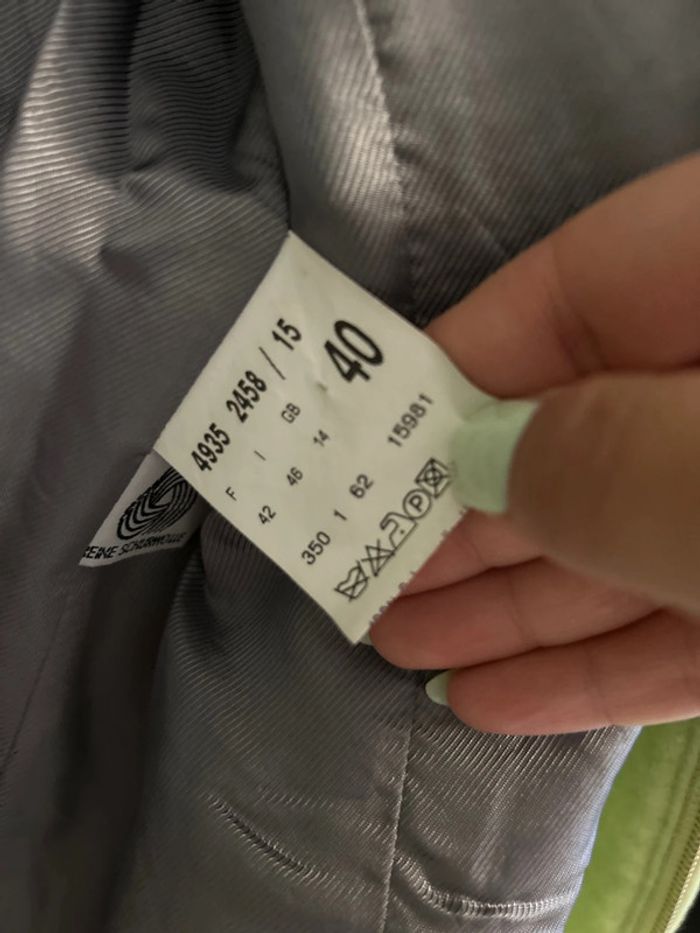 4935 2458 / 15
40
F I GB
42 46 14
350 1 62 15981
P
REINE SCHURWOLLE